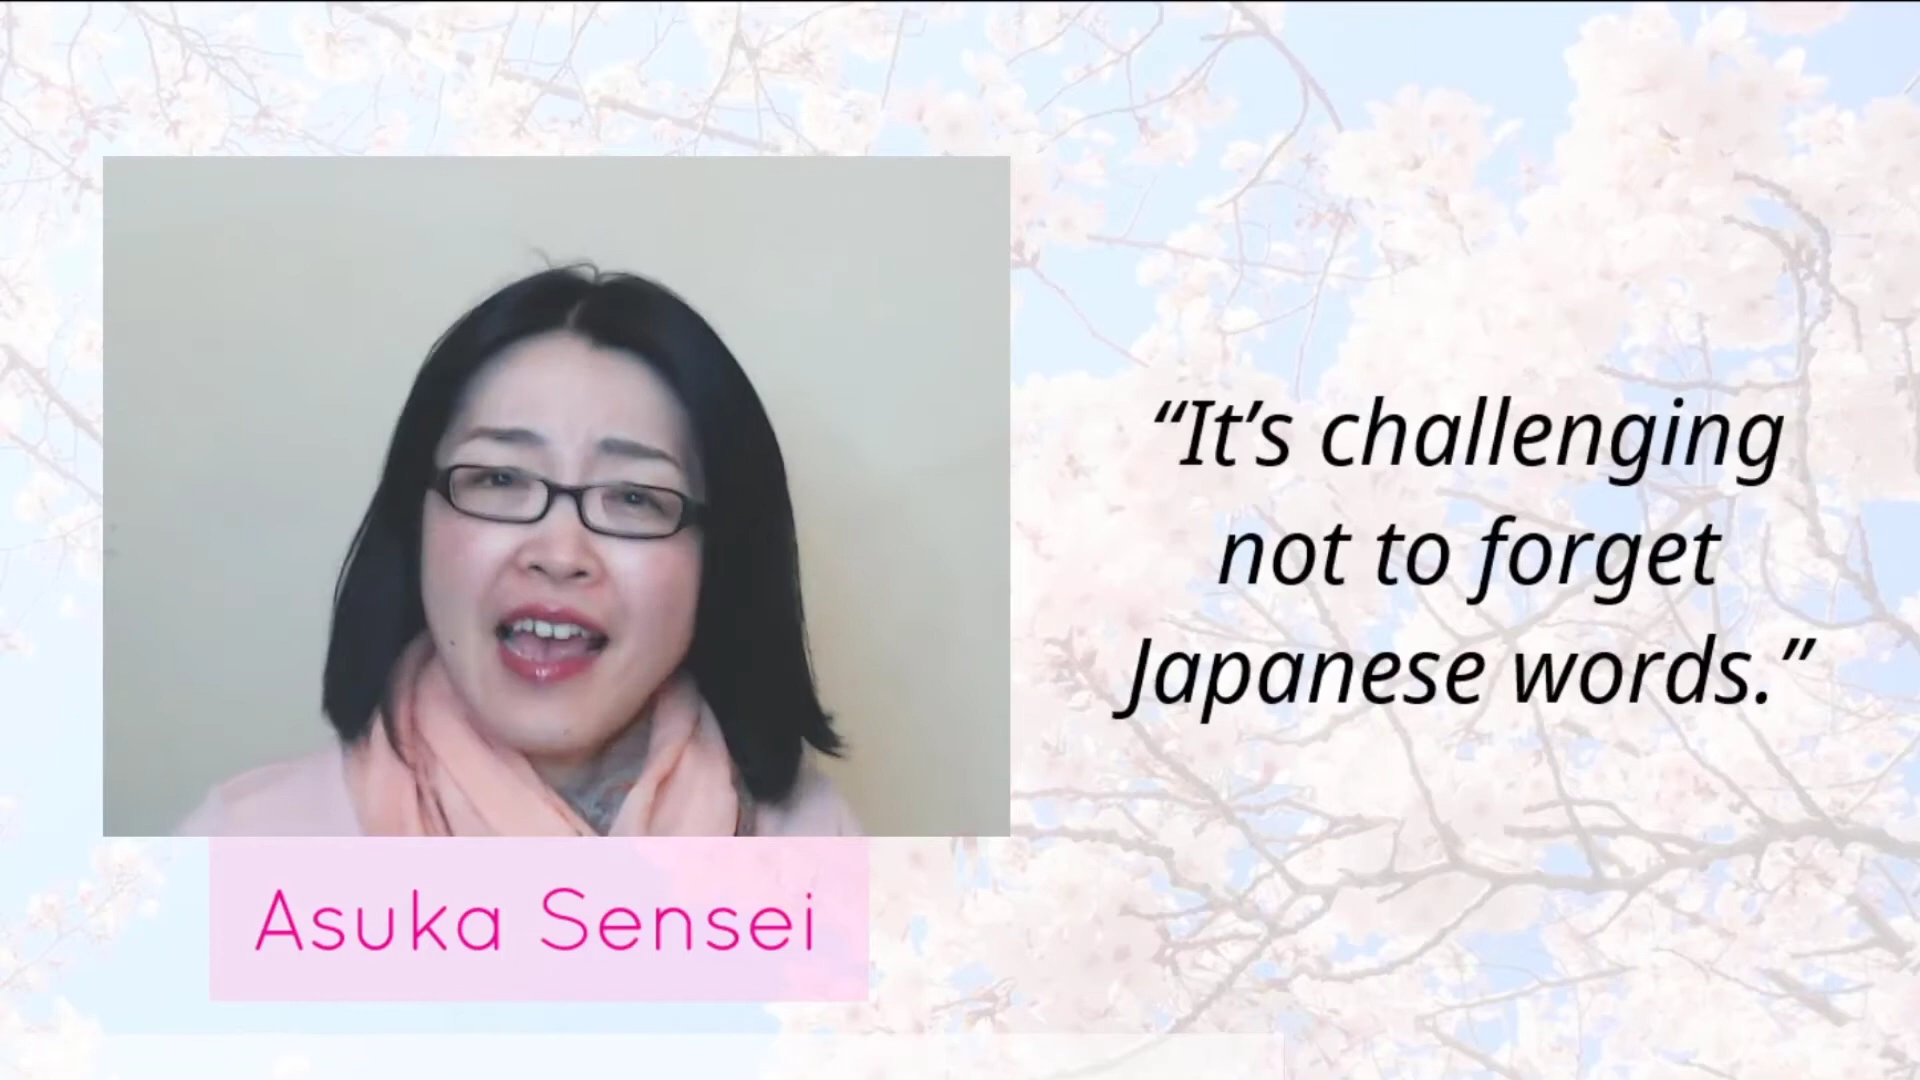 “It’s challenging
not to forget
Japanese words.”
Asuka Sensei